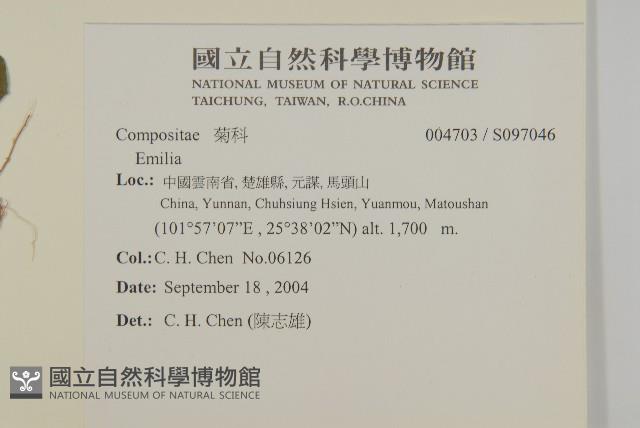 國立自然科學博物館
NATIONAL MUSEUM OF NATURAL SCIENCE
TAICHUNG, TAIWAN, R.O.CHINA
Compositae 菊科 004703 / S097046
Emilia
Loc.: 中國雲南省, 楚雄縣, 元謀, 馬頭山
China, Yunnan, Chuhsiung Hsien, Yuanmou, Matoushan
(101°57'07”E , 25°38'02”N) alt. 1,700 m.
Col.: C. H. Chen No.06126
Date: September 18 , 2004
Det.: C. H. Chen (陳志雄)
國立自然科學博物館
NATIONAL MUSEUM OF NATURAL SCIENCE